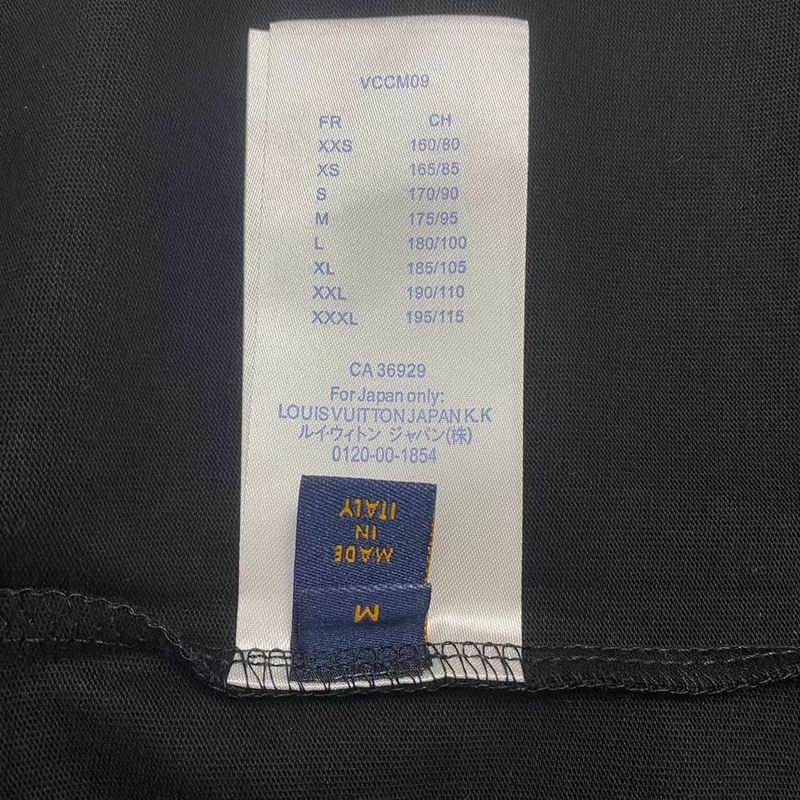 VCCM09
FR CH
XXS 160/80
XS 165/85
S 170/90
M 175/95
L 180/100
XL 185/105
XXL 190/110
XXXL 195/115
CA 36929
For Japan only:
LOUIS VUITTON JAPAN K.K
ルイ・ウィトン ジャパン(株)
0120-00-1854
MADE
IN
ITALY
M